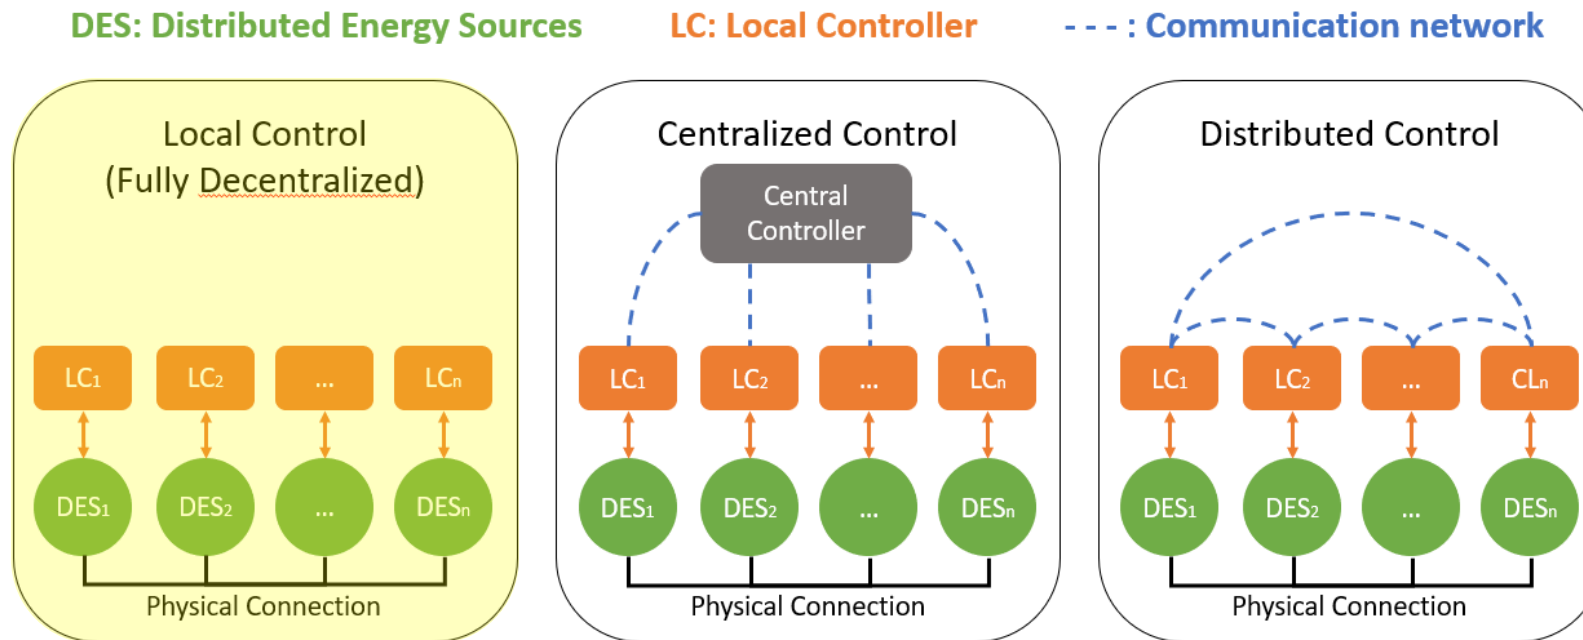 DES: Distributed Energy Sources
LC: Local Controller
- - - : Communication network
Local Control
(Fully Decentralized)
LC1
LC2
...
LCn
DES1
DES2
...
DESn
Physical Connection
Centralized Control
Central
Controller
LC1
LC2
...
LCn
DES1
DES2
...
DESn
Physical Connection
Distributed Control
LC1
LC2
...
CLn
DES1
DES2
...
DESn
Physical Connection